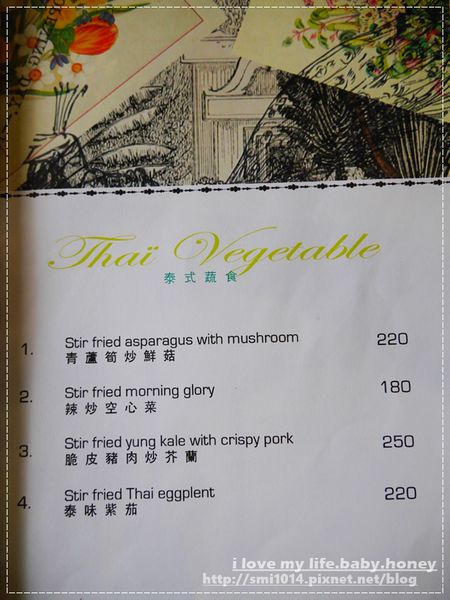 Thaï Vegetable
泰式蔬食
1. Stir fried asparagus with mushroom 220
青蘆筍炒鮮菇
2. Stir fried morning glory 180
辣炒空心菜
3. Stir fried yung kale with crispy pork 250
脆皮豬肉炒芥蘭
4. Stir fried Thai eggplent 220
泰味紫茄
i love my life.baby.honey
http://smi1014.pixnet.net/blog